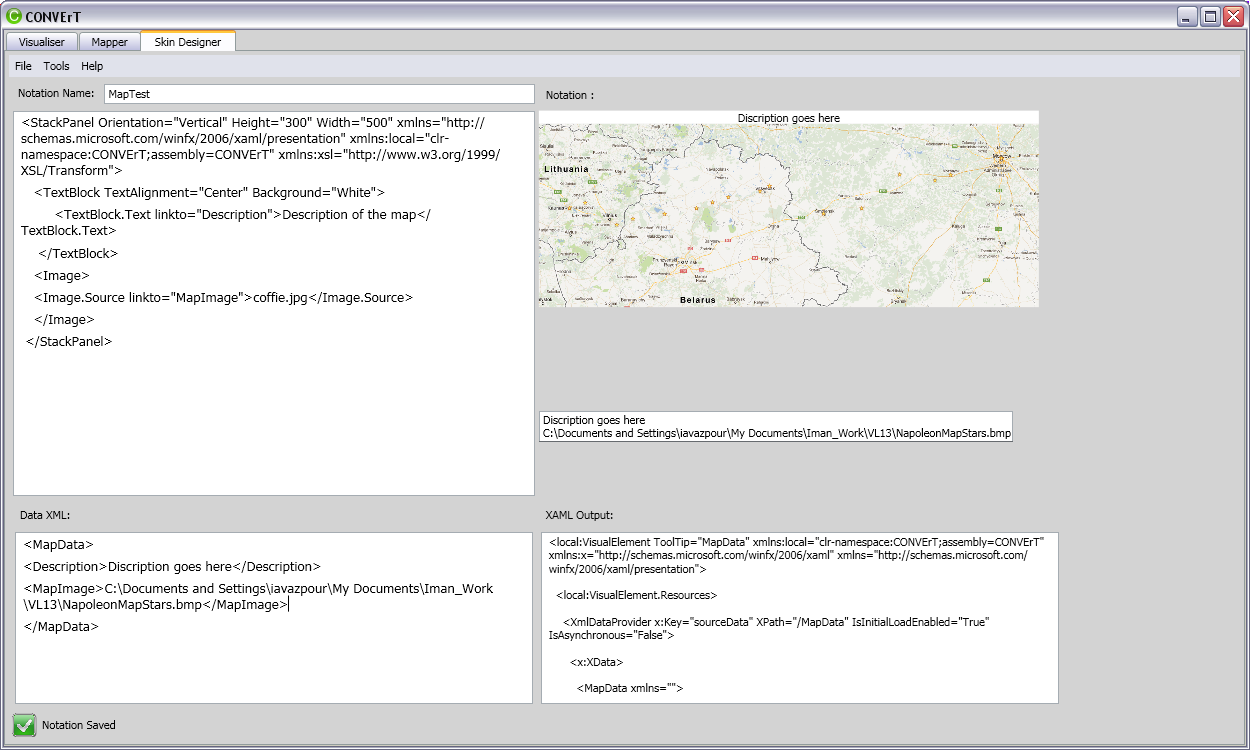 CONVErT
Visualiser
Mapper
Skin Designer
File
Tools
Help
Notation Name:
MapTest
<StackPanel Orientation="Vertical" Height="300" Width="500" xmlns="http://
schemas.microsoft.com/winfx/2006/xaml/presentation" xmlns:local="clr-
namespace:CONVErT;assembly=CONVErT" xmlns:xsl="http://www.w3.org/1999/
XSL/Transform">
<TextBlock TextAlignment="Center" Background="White">
<TextBlock.Text linkto="Description">Description of the map</
TextBlock.Text>
</TextBlock>
<Image>
<Image.Source linkto="MapImage">coffie.jpg</Image.Source>
</Image>
</StackPanel>
Notation :
Discription goes here
Lithuania
Moscow
Vilnius
Smolensk
Kaluga
Mahilyow
Belarus
Discription goes here
C:\Documents and Settings\iavazpour\My Documents\Iman_Work\VL13\NapoleonMapStars.bmp
Data XML:
<MapData>
<Description>Discription goes here</Description>
<MapImage>C:\Documents and Settings\iavazpour\My Documents\Iman_Work
\VL13\NapoleonMapStars.bmp</MapImage>
</MapData>
XAML Output:
<local:VisualElement ToolTip="MapData" xmlns:local="clr-namespace:CONVErT;assembly=CONVErT"
xmlns:x="http://schemas.microsoft.com/winfx/2006/xaml" xmlns="http://schemas.microsoft.com/
winfx/2006/xaml/presentation">
<local:VisualElement.Resources>
<XmlDataProvider x:Key="sourceData" XPath="/MapData" IsInitialLoadEnabled="True"
IsAsynchronous="False">
<x:XData>
<MapData xmlns="">
Notation Saved